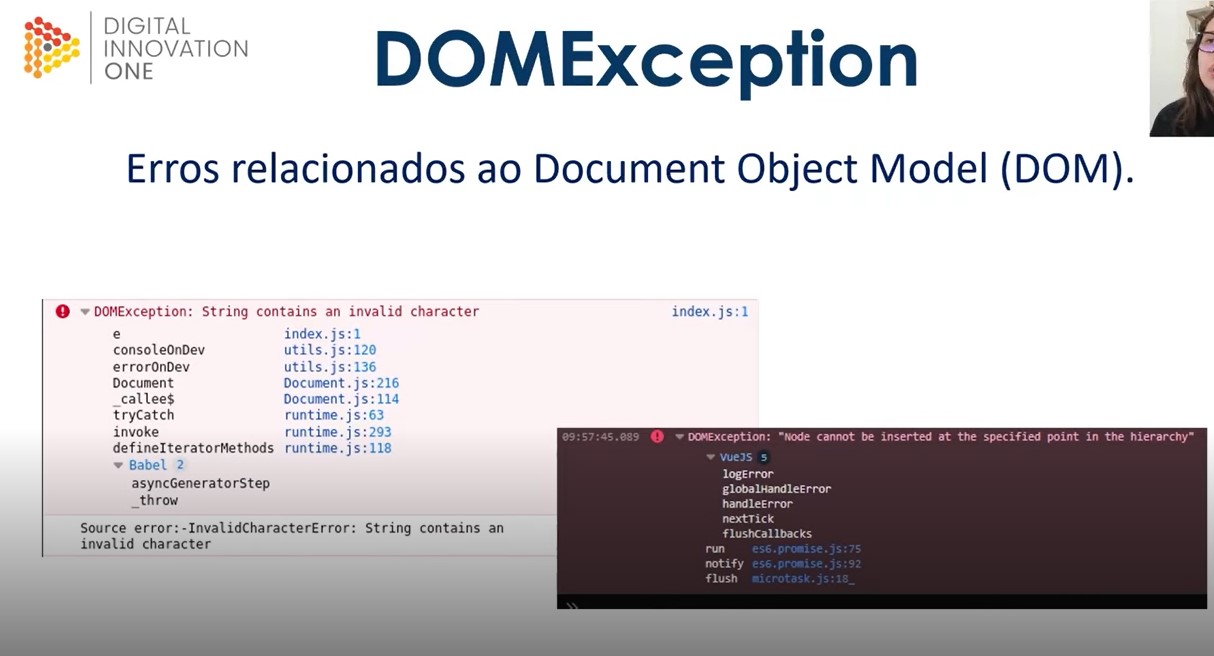 DIGITAL
INNOVATION
ONE
DOMException
Erros relacionados ao Document Object Model (DOM).
DOMException: String contains an invalid character index.js:1
e index.js:1
consoleOnDev utils.js:120
errorOnDev utils.js:136
Document Document.js:216
_callee$ Document.js:114
tryCatch runtime.js:63
invoke runtime.js:293
defineIteratorMethods runtime.js:118
Babel 2
asyncGeneratorStep
_throw
Source error:-InvalidCharacterError: String contains an
invalid character
09:57:45.089 DOMException: "Node cannot be inserted at the specified point in the hierarchy"
VueJS 5
logError
globalHandleError
handleError
nextTick
flushCallbacks
run es6.promise.js:75
notify es6.promise.js:92
flush microtask.js:18_
»